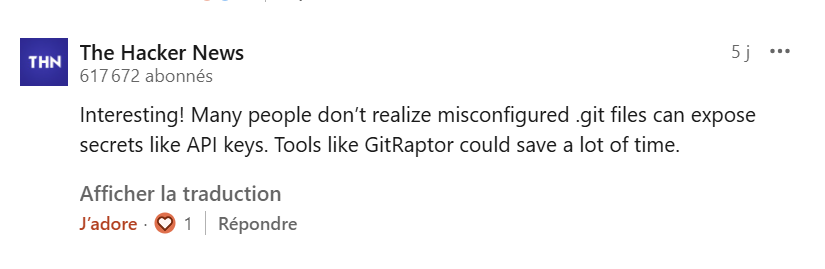 THN
The Hacker News
5 j •••
617 672 abonnés
Interesting! Many people don’t realize misconfigured .git files can expose
secrets like API keys. Tools like GitRaptor could save a lot of time.
Afficher la traduction
J’adore · 1 | Répondre